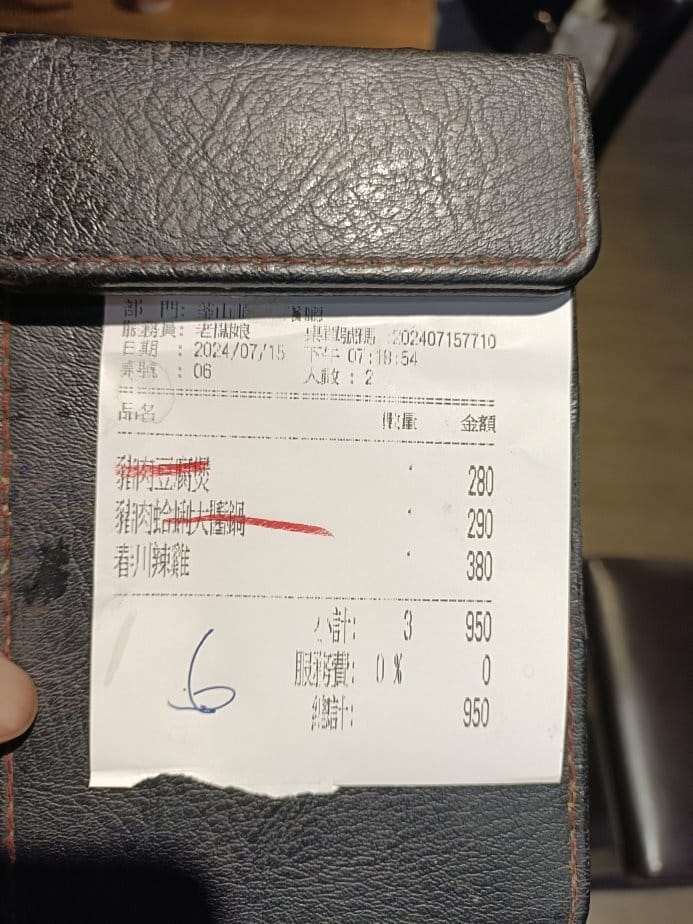 部 門:
服務員: 老闆娘 :202407157710
日期 : 2024/07/15 下午 07:18:54
桌號 : 06 人數 : 2
品名 數量 金額
豬肉豆腐煲 280
豬肉蛤蜊大醬鍋 290
春川辣雞 380
小計: 3 950
服務費: 0 % 0
6
總計: 950